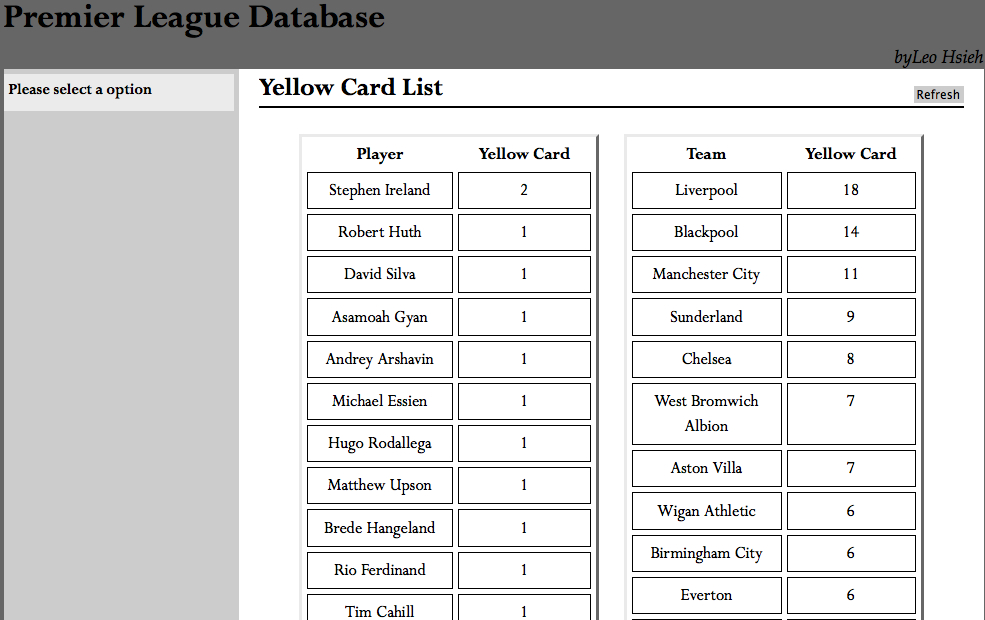 Premier League Database
byLeo Hsieh
Please select a option
Yellow Card List
Refresh
Player Yellow Card
Stephen Ireland 2
Robert Huth 1
David Silva 1
Asamoah Gyan 1
Andrey Arshavin 1
Michael Essien 1
Hugo Rodallega 1
Matthew Upson 1
Brede Hangeland 1
Rio Ferdinand 1
Tim Cahill 1
Team Yellow Card
Liverpool 18
Blackpool 14
Manchester City 11
Sunderland 9
Chelsea 8
West Bromwich 7
Albion
Aston Villa 7
Wigan Athletic 6
Birmingham City 6
Everton 6